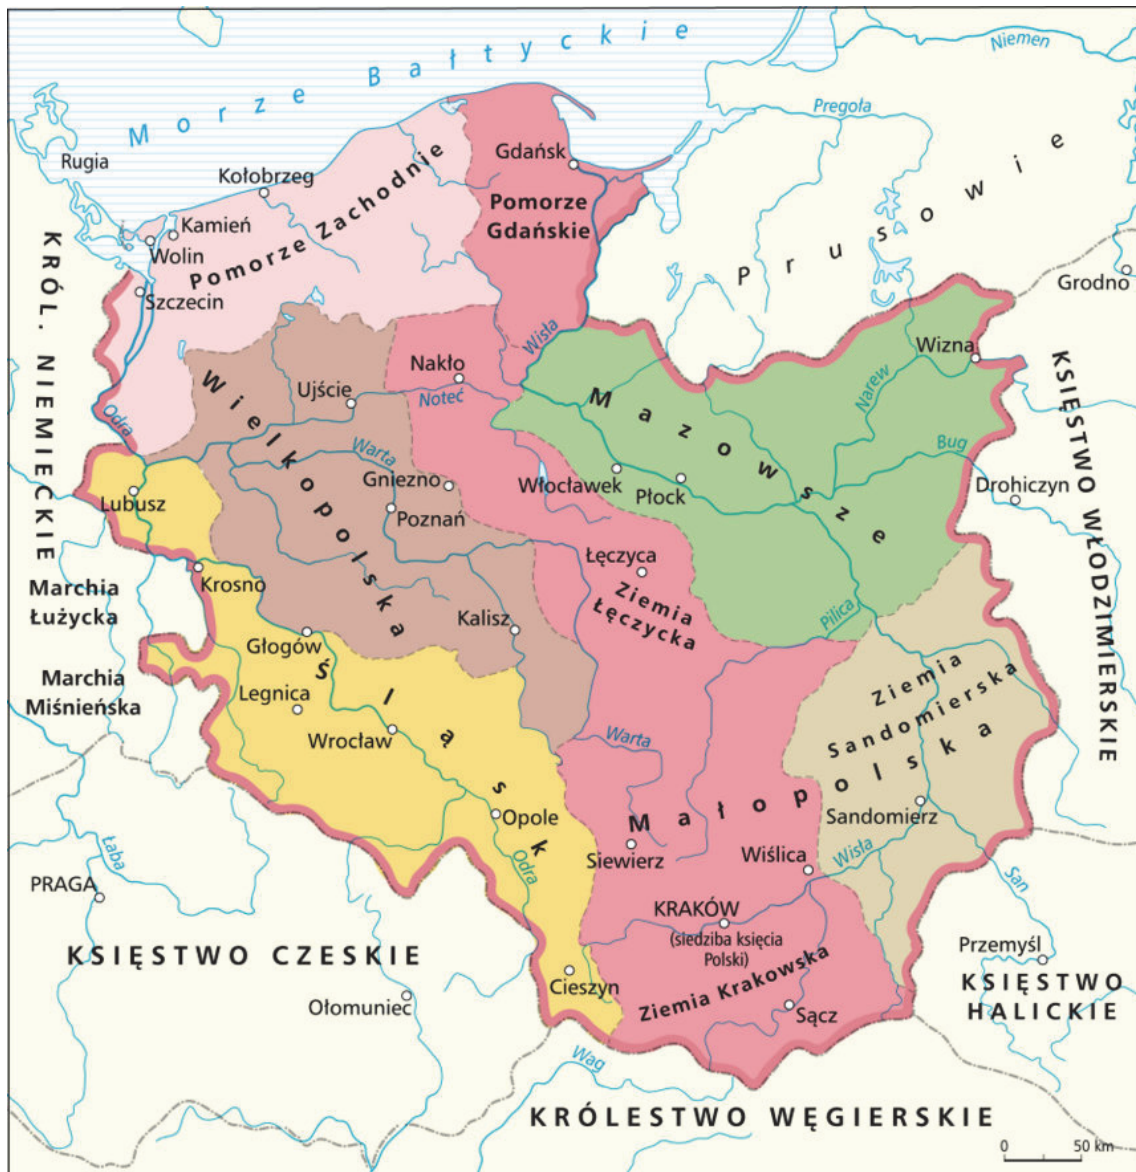 Morze Bałtyckie
Niemen
Pregoła
Rugia
Kołobrzeg
Gdańsk
Pomorze
Gdańskie
Prusowie
Kamień
Wolin
Pomorze Zachodnie
Szczecin
Grodno
KRÓL. NIEMIECKIE
Wisła
Wizna
Nakło
Ujście
Noteć
Narew
Mazowsze
Odra
Wielkopolska
Warta
Bug
KSIĘSTWO WŁODZIMIERSKIE
Lubusz
Gniezno
Włocławek
Płock
Drohiczyn
Poznań
Łęczyca
Krosno
Ziemia
Łęczycka
Marchia
Łużycka
Kalisz
Pilica
Głogów
Śląsk
Marchia
Miśnieńska
Legnica
Ziemia
Sandomierska
Wrocław
Warta
Małopolska
Opole
Sandomierz
Odra
Siewierz
Wiślica
Wisła
Łaba
San
PRAGA
KRAKÓW
(siedziba księcia
Polski)
KSIĘSTWO CZESKIE
Przemyśl
Cieszyn
Ziemia Krakowska
KSIĘSTWO
HALICKIE
Ołomuniec
Sącz
Wag
KRÓLESTWO WĘGIERSKIE
0 50 km